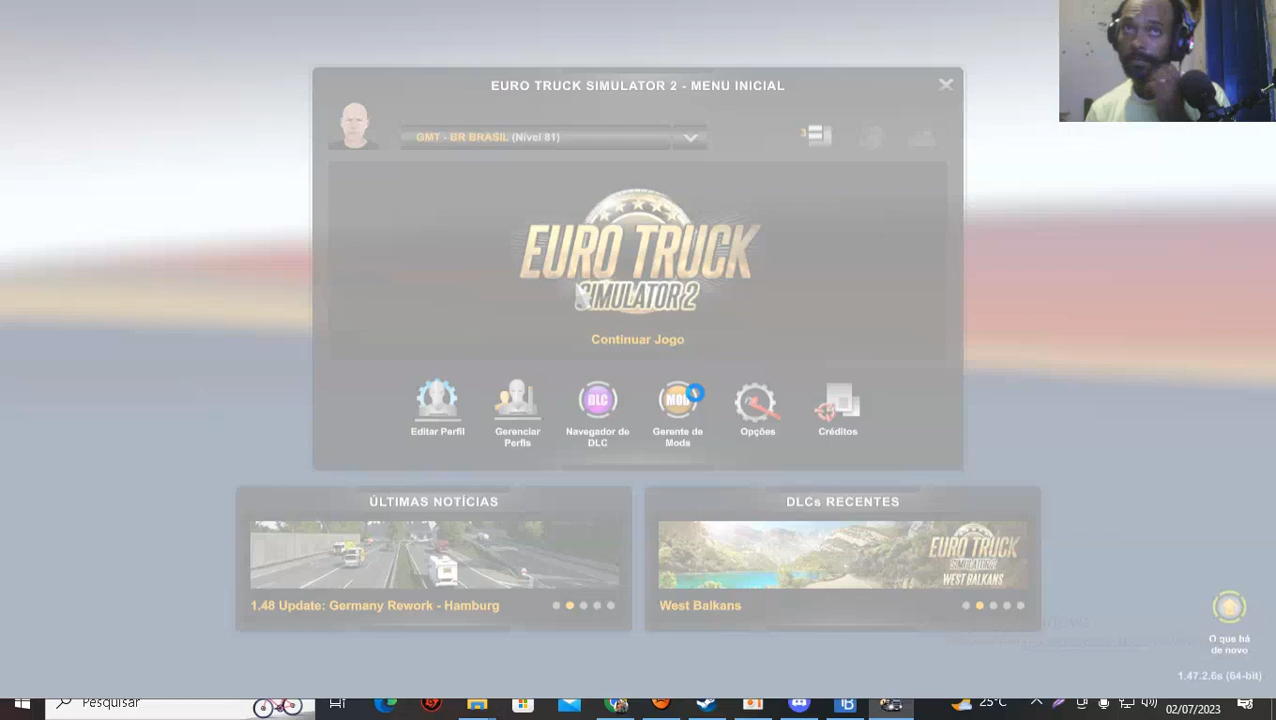 EURO TRUCK SIMULATOR 2 - MENU INICIAL
GMT - BR BRASIL (Nível 81)
3
EURO TRUCK
SIMULATOR 2
Continuar Jogo
DLC
MOD
Editar Perfil
Gerenciar
Perfis
Navegador de
DLC
Gerente de
Mods
Opções
Créditos
ÚLTIMAS NOTÍCIAS
1.48 Update: Germany Rework - Hamburg
DLCs RECENTES
EURO TRUCK
SIMULATOR 2
WEST BALKANS
West Balkans
O que há
de novo
1.47.2.6s (64-bit)
Pesquisar
25°C
02/07/2023